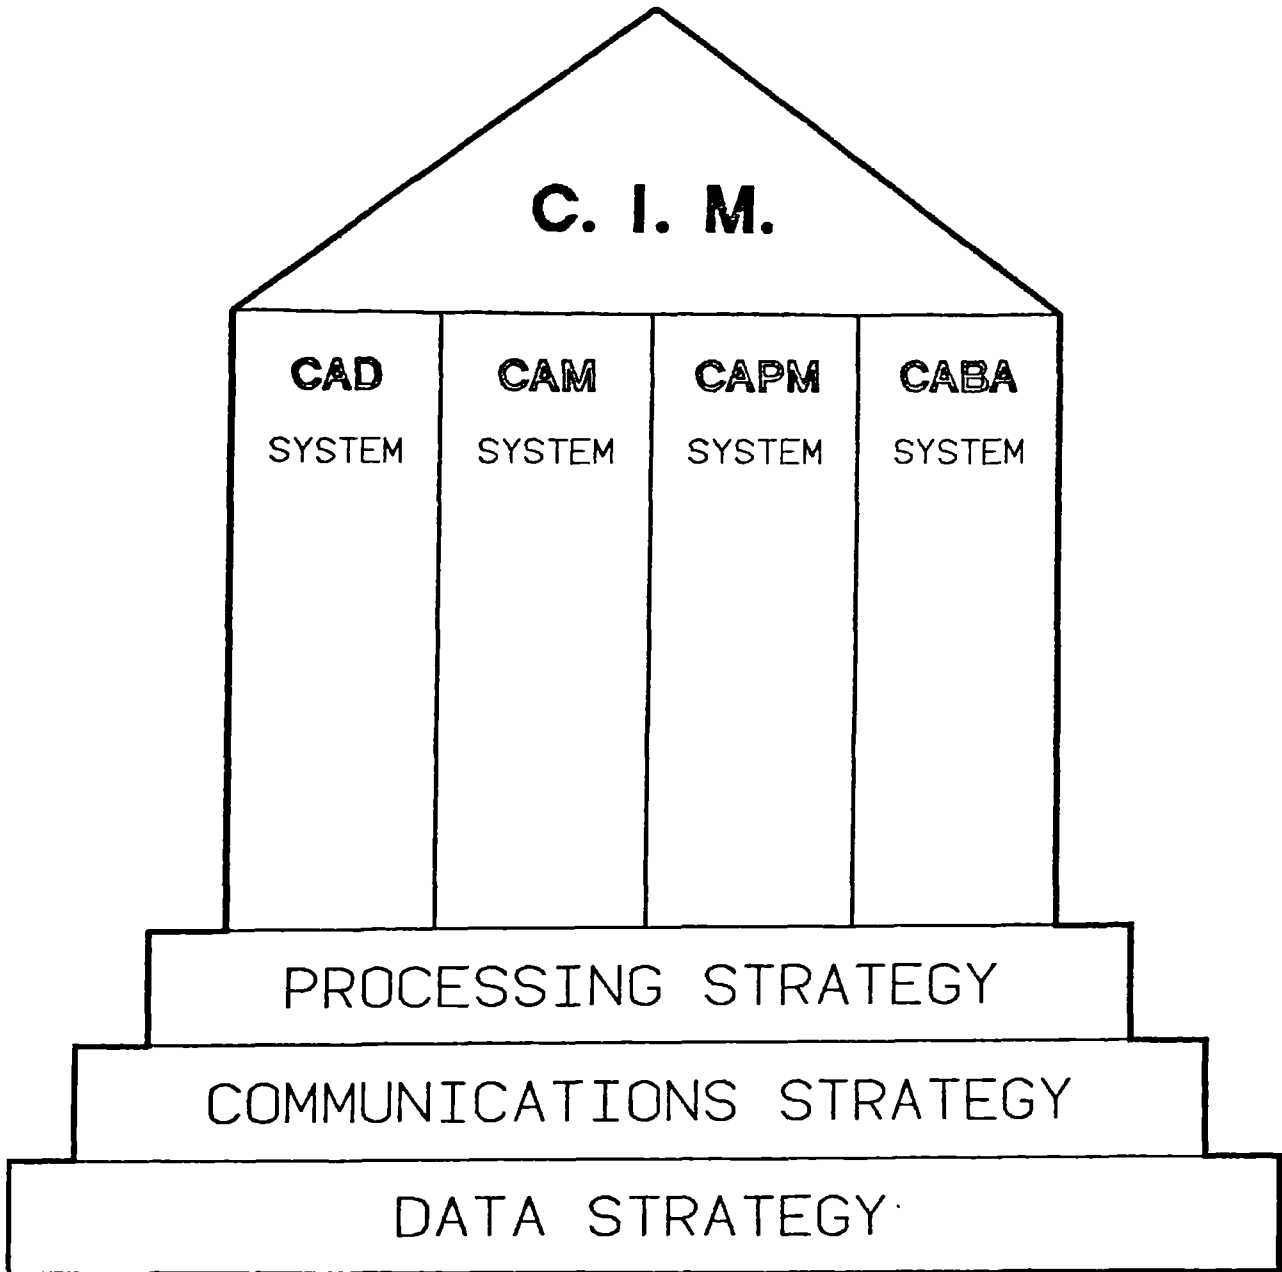 C. I. M.
CAD CAM CAPM CABA
SYSTEM SYSTEM SYSTEM SYSTEM
PROCESSING STRATEGY
COMMUNICATIONS STRATEGY
DATA STRATEGY